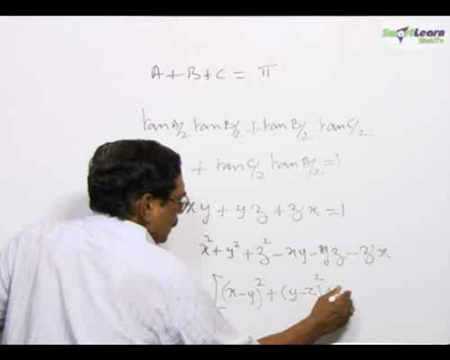 SmartLearn
WebTv
A + B + C = π
tan A/2 tan B/2 + tan B/2 tan C/2
+ tan C/2 tan A/2 = 1
xy + yz + zx = 1
x² + y² + z² - xy - yz - zx
[(x-y)² + (y-z)² +